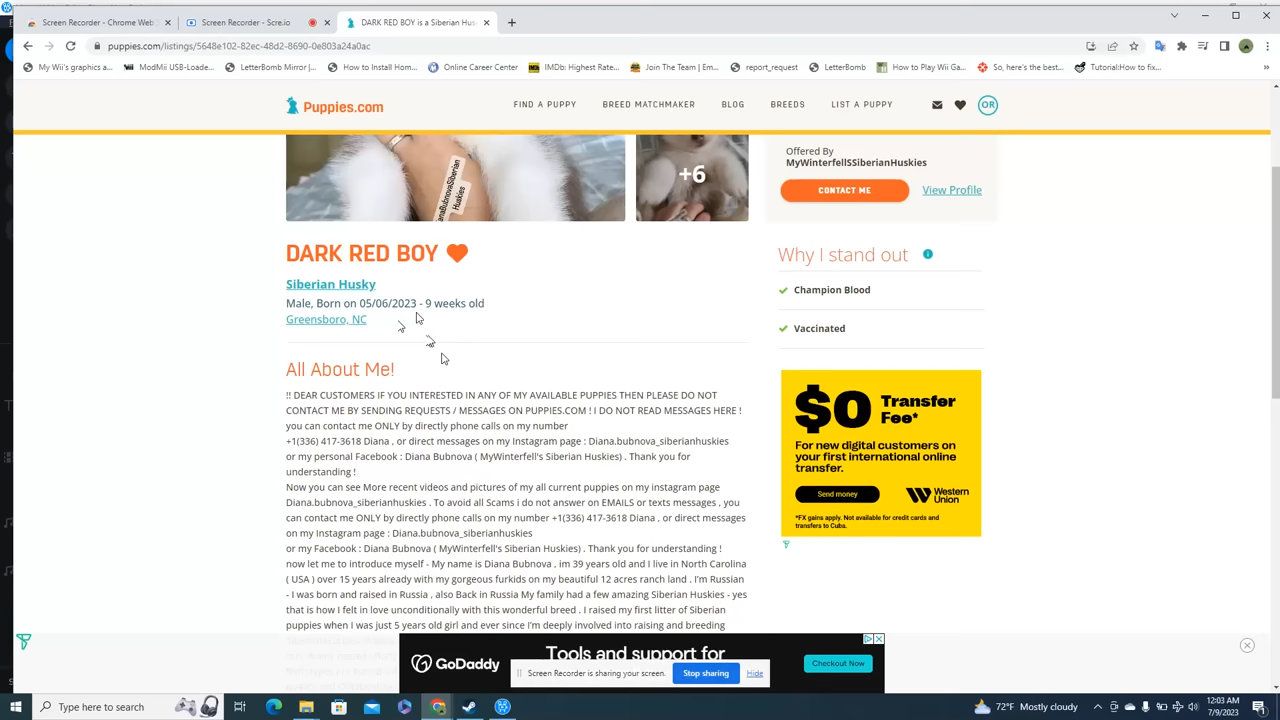 Screen Recorder - Chrome Web
Screen Recorder - Scre.io
DARK RED BOY is a Siberian Hus
puppies.com/listings/5648e102-82ec-48d2-8690-0e803a24a0ac
My Wii's graphics a...
ModMii USB-Loade...
LetterBomb Mirror |...
How to Install Hom...
Online Career Center
IMDb: Highest Rate...
Join The Team | Em...
report_request
LetterBomb
How to Play Wii Ga...
So, here's the best...
Tutorial:How to fix...
Puppies.com
FIND A PUPPY
BREED MATCHMAKER
BLOG
BREEDS
LIST A PUPPY
OR
+6
Offered By
MyWinterfellSSiberianHuskies
CONTACT ME
View Profile
DARK RED BOY
Siberian Husky
Male, Born on 05/06/2023 - 9 weeks old
Greensboro, NC
Why I stand out
Champion Blood
Vaccinated
All About Me!
!! DEAR CUSTOMERS IF YOU INTERESTED IN ANY OF MY AVAILABLE PUPPIES THEN PLEASE DO NOT
CONTACT ME BY SENDING REQUESTS / MESSAGES ON PUPPIES.COM ! I DO NOT READ MESSAGES HERE !
you can contact me ONLY by directly phone calls on my number
+1(336) 417-3618 Diana , or direct messages on my Instagram page : Diana.bubnova_siberianhuskies
or my personal Facebook : Diana Bubnova ( MyWinterfell's Siberian Huskies) . Thank you for
understanding !
Now you can see More recent videos and pictures of my all current puppies on my instagram page
Diana.bubnova_siberianhuskies . To avoid all Scams i do not answer on EMAILS or texts messages , you
can contact me ONLY by directly phone calls on my number +1(336) 417-3618 Diana , or direct messages
on my Instagram page : Diana.bubnova_siberianhuskies
or my Facebook : Diana Bubnova ( MyWinterfell's Siberian Huskies) . Thank you for understanding !
now let me to introduce myself - My name is Diana Bubnova , im 39 years old and I live in North Carolina
( USA ) over 15 years already with my gorgeous furkids on my beautiful 12 acres ranch land . I'm Russian
- I was born and raised in Russia , also Back in Russia My family had a few amazing Siberian Huskies - yes
that is how I felt in love unconditionally with this wonderful breed . I raised my first litter of Siberian
puppies when I was just 5 years old girl and ever since I'm deeply involved into raising and breeding
$0 Transfer
Fee*
For new digital customers on
your first international online
transfer.
Send money
Western
Union
*FX gains apply. Not available for credit cards and
transfers to Cuba.
GoDaddy
Tools and support for
Checkout Now
Screen Recorder is sharing your screen.
Stop sharing
Hide
Type here to search
72°F Mostly cloudy
12:03 AM
7/9/2023